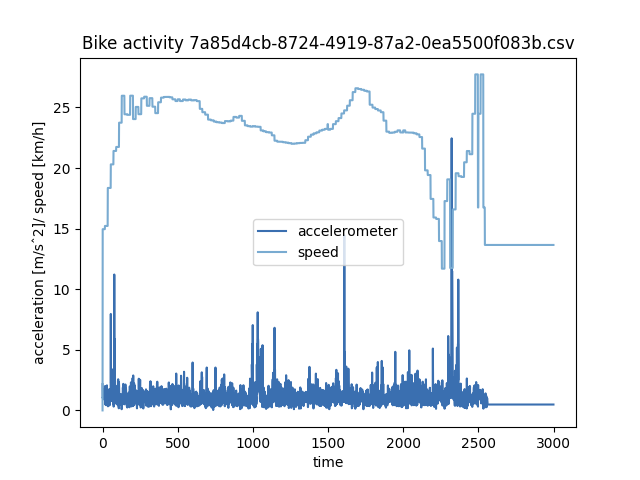 Bike activity 7a85d4cb-8724-4919-87a2-0ea5500f083b.csv
acceleration [m/s^2]/ speed [km/h]
25
20
15
10
5
0
accelerometer
speed
0 500 1000 1500 2000 2500 3000
time